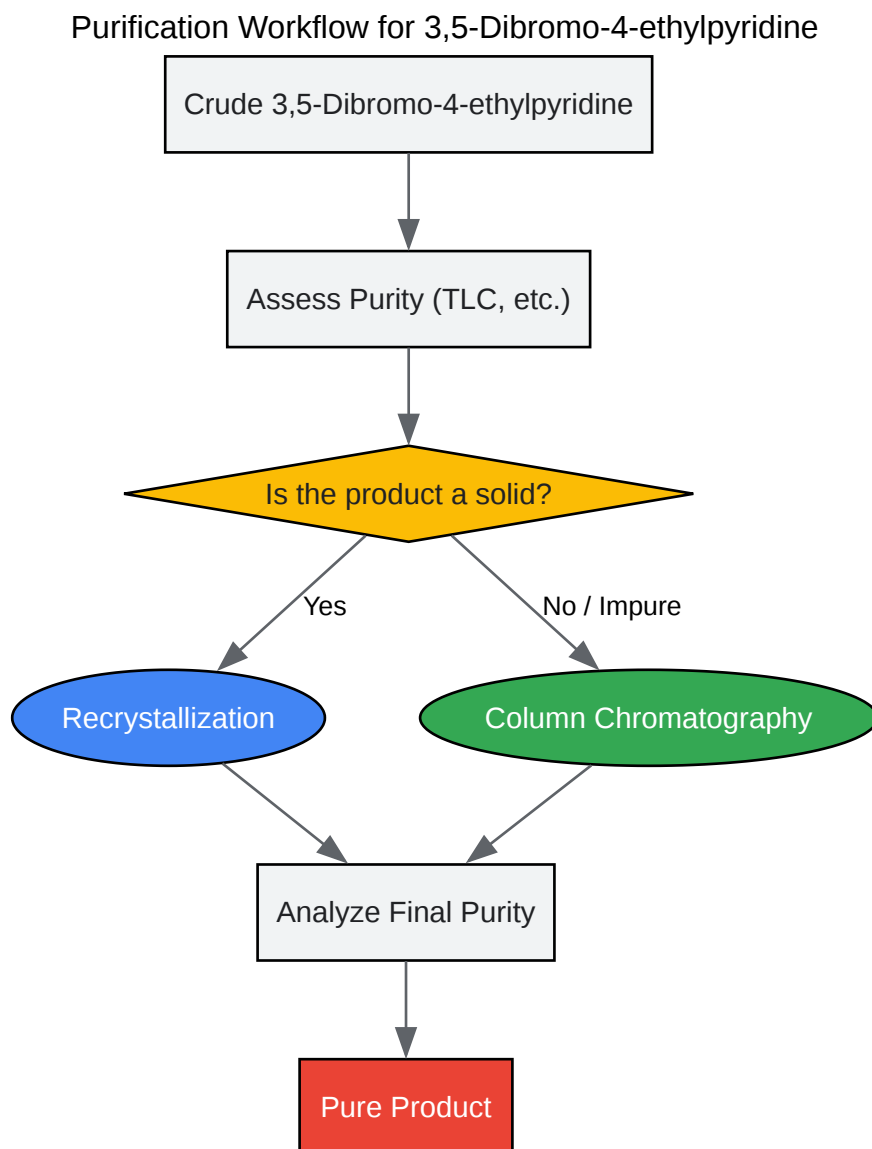 Purification Workflow for 3,5-Dibromo-4-ethylpyridine
Crude 3,5-Dibromo-4-ethylpyridine
Assess Purity (TLC, etc.)
Is the product a solid?
Yes
No / Impure
Recrystallization
Column Chromatography
Analyze Final Purity
Pure Product